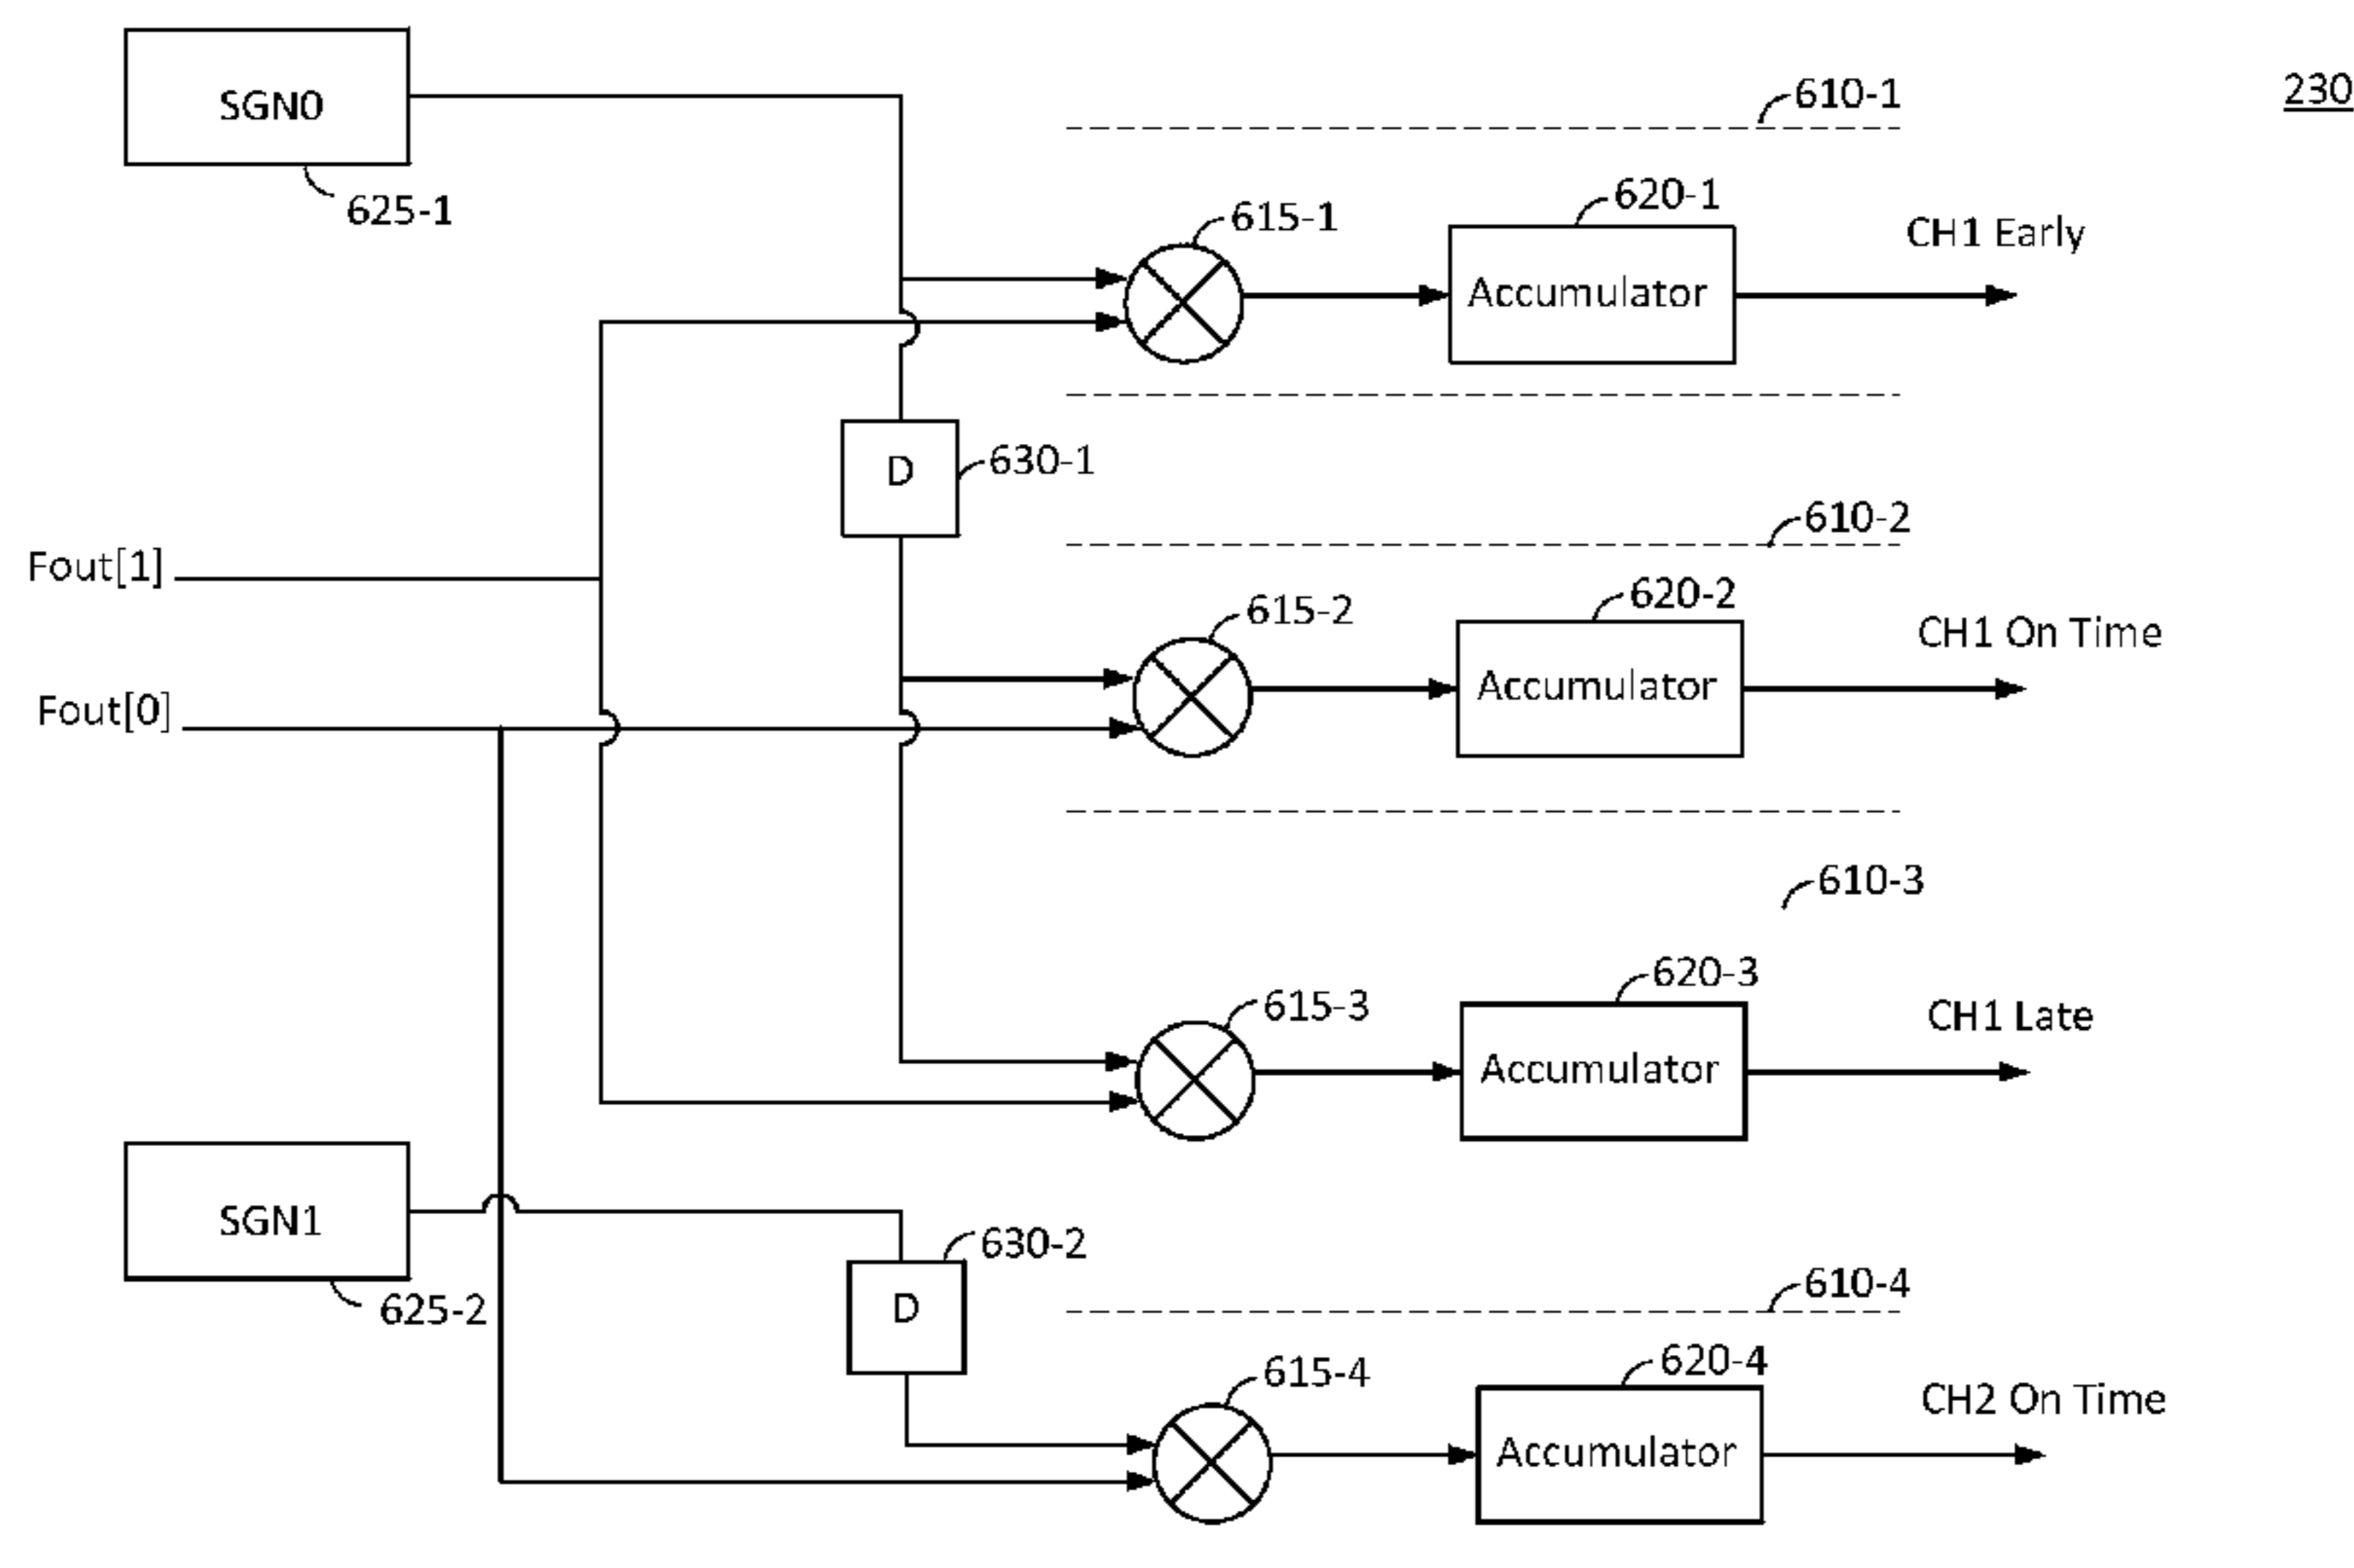 230
SGN0
625-1
610-1
615-1
620-1
CH1 Early
Accumulator
D
630-1
610-2
Fout[1]
615-2
620-2
CH1 On Time
Accumulator
Fout[0]
610-3
615-3
620-3
CH1 Late
Accumulator
SGN1
625-2
630-2
D
610-4
615-4
620-4
CH2 On Time
Accumulator